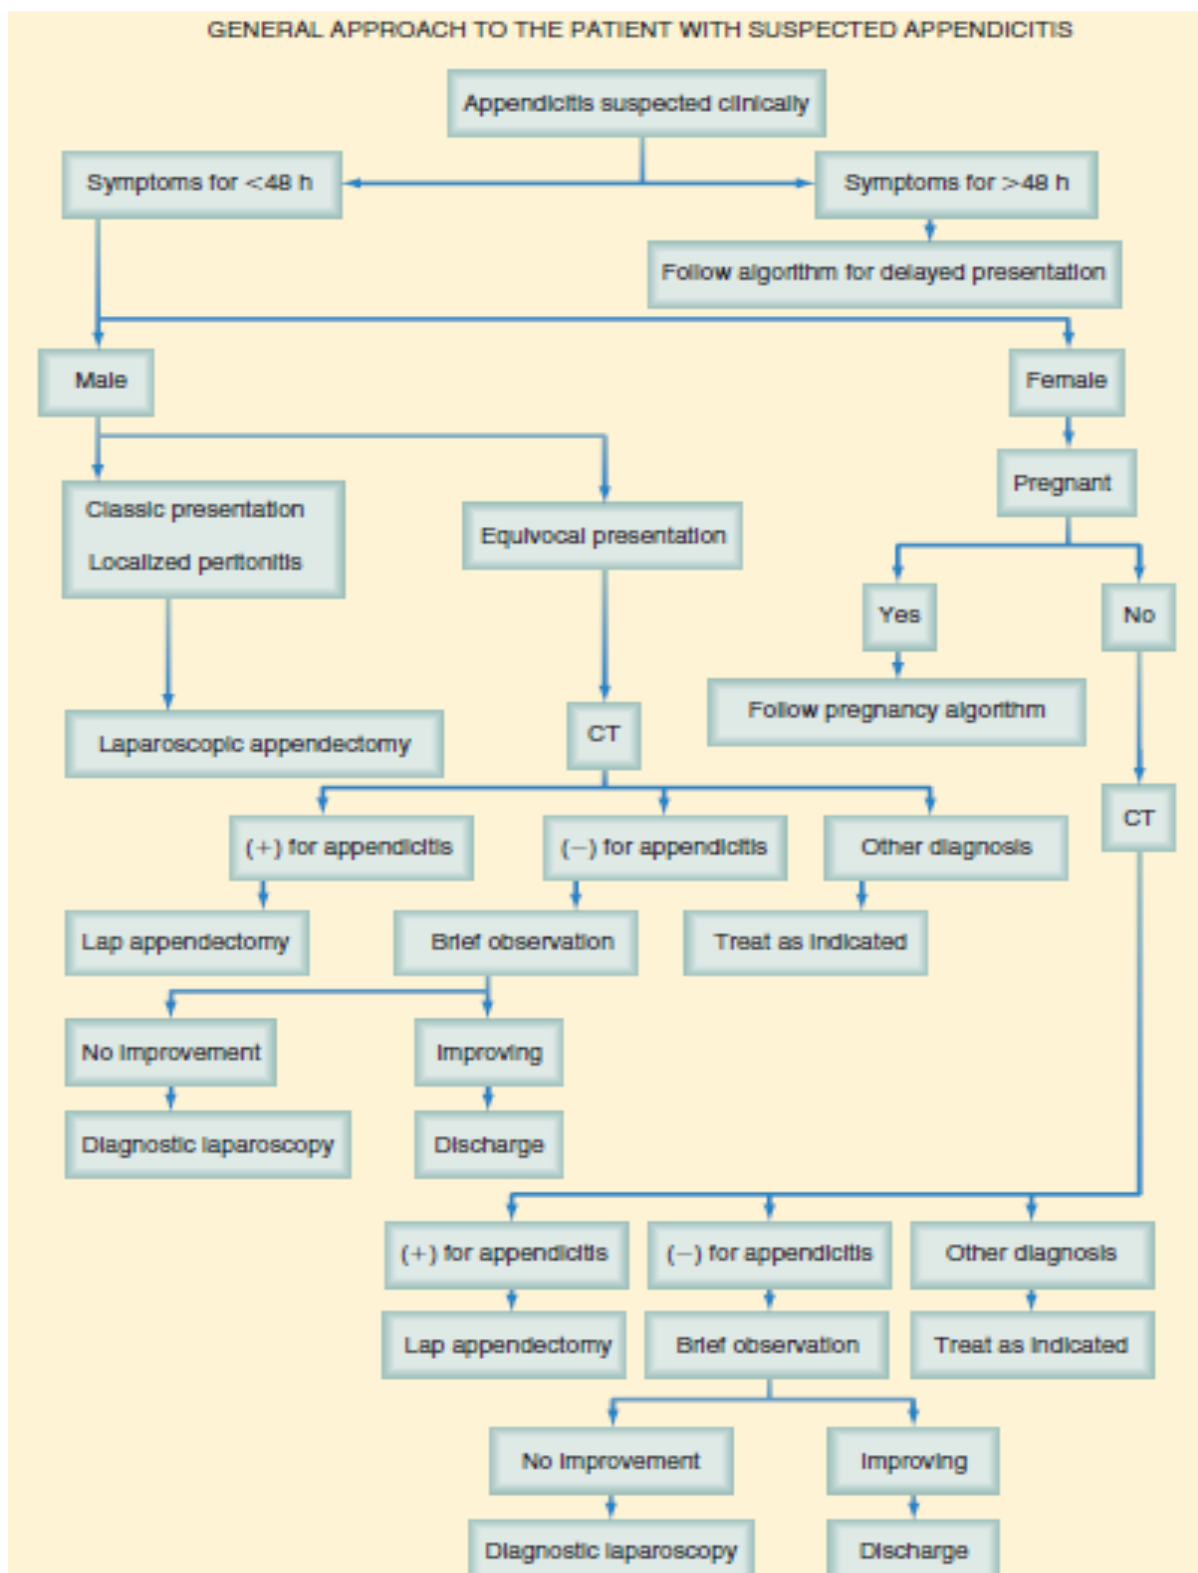 GENERAL APPROACH TO THE PATIENT WITH SUSPECTED APPENDICITIS
Appendicitis suspected clinically
Symptoms for <48 h
Symptoms for >48 h
Follow algorithm for delayed presentation
Male
Female
Classic presentation
Localized peritonitis
Equivocal presentation
Pregnant
Yes
No
Follow pregnancy algorithm
Laparoscopic appendectomy
CT
CT
(+) for appendicitis
(−) for appendicitis
Other diagnosis
Lap appendectomy
Brief observation
Treat as indicated
No improvement
Improving
Diagnostic laparoscopy
Discharge
(+) for appendicitis
(−) for appendicitis
Other diagnosis
Lap appendectomy
Brief observation
Treat as indicated
No improvement
Improving
Diagnostic laparoscopy
Discharge